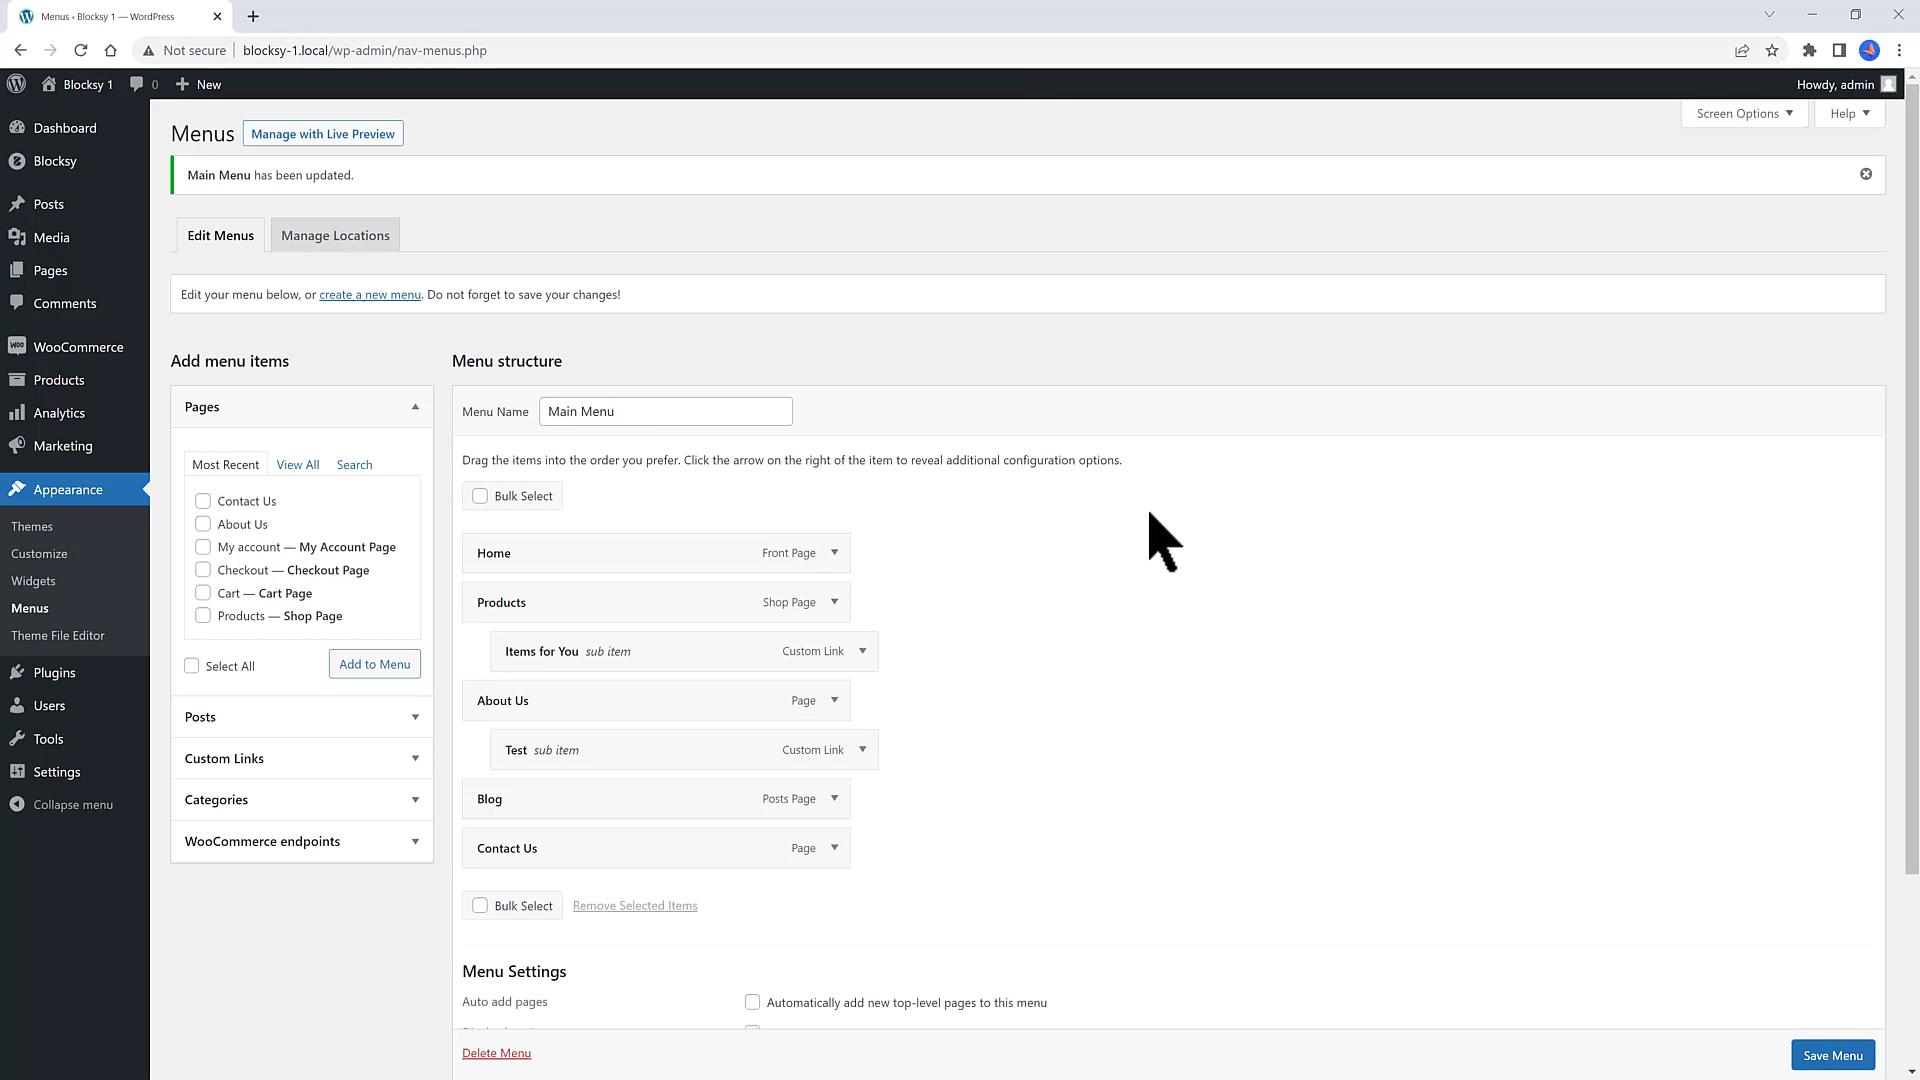 Menus ‹ Blocksy 1 — WordPress
Not secure
blocksy-1.local/wp-admin/nav-menus.php
Blocksy 1
0
New
Howdy, admin
Dashboard
Blocksy
Posts
Media
Pages
Comments
WooCommerce
Products
Analytics
Marketing
Appearance
Themes
Customize
Widgets
Menus
Theme File Editor
Plugins
Users
Tools
Settings
Collapse menu
Screen Options
Help
Menus
Manage with Live Preview
Main Menu has been updated.
Edit Menus
Manage Locations
Edit your menu below, or create a new menu. Do not forget to save your changes!
Add menu items
Pages
Most Recent
View All
Search
Contact Us
About Us
My account — My Account Page
Checkout — Checkout Page
Cart — Cart Page
Products — Shop Page
Select All
Add to Menu
Posts
Custom Links
Categories
WooCommerce endpoints
Menu structure
Menu Name
Main Menu
Drag the items into the order you prefer. Click the arrow on the right of the item to reveal additional configuration options.
Bulk Select
Home
Front Page
Products
Shop Page
Items for You sub item
Custom Link
About Us
Page
Test sub item
Custom Link
Blog
Posts Page
Contact Us
Page
Bulk Select
Remove Selected Items
Menu Settings
Auto add pages
Automatically add new top-level pages to this menu
Delete Menu
Save Menu